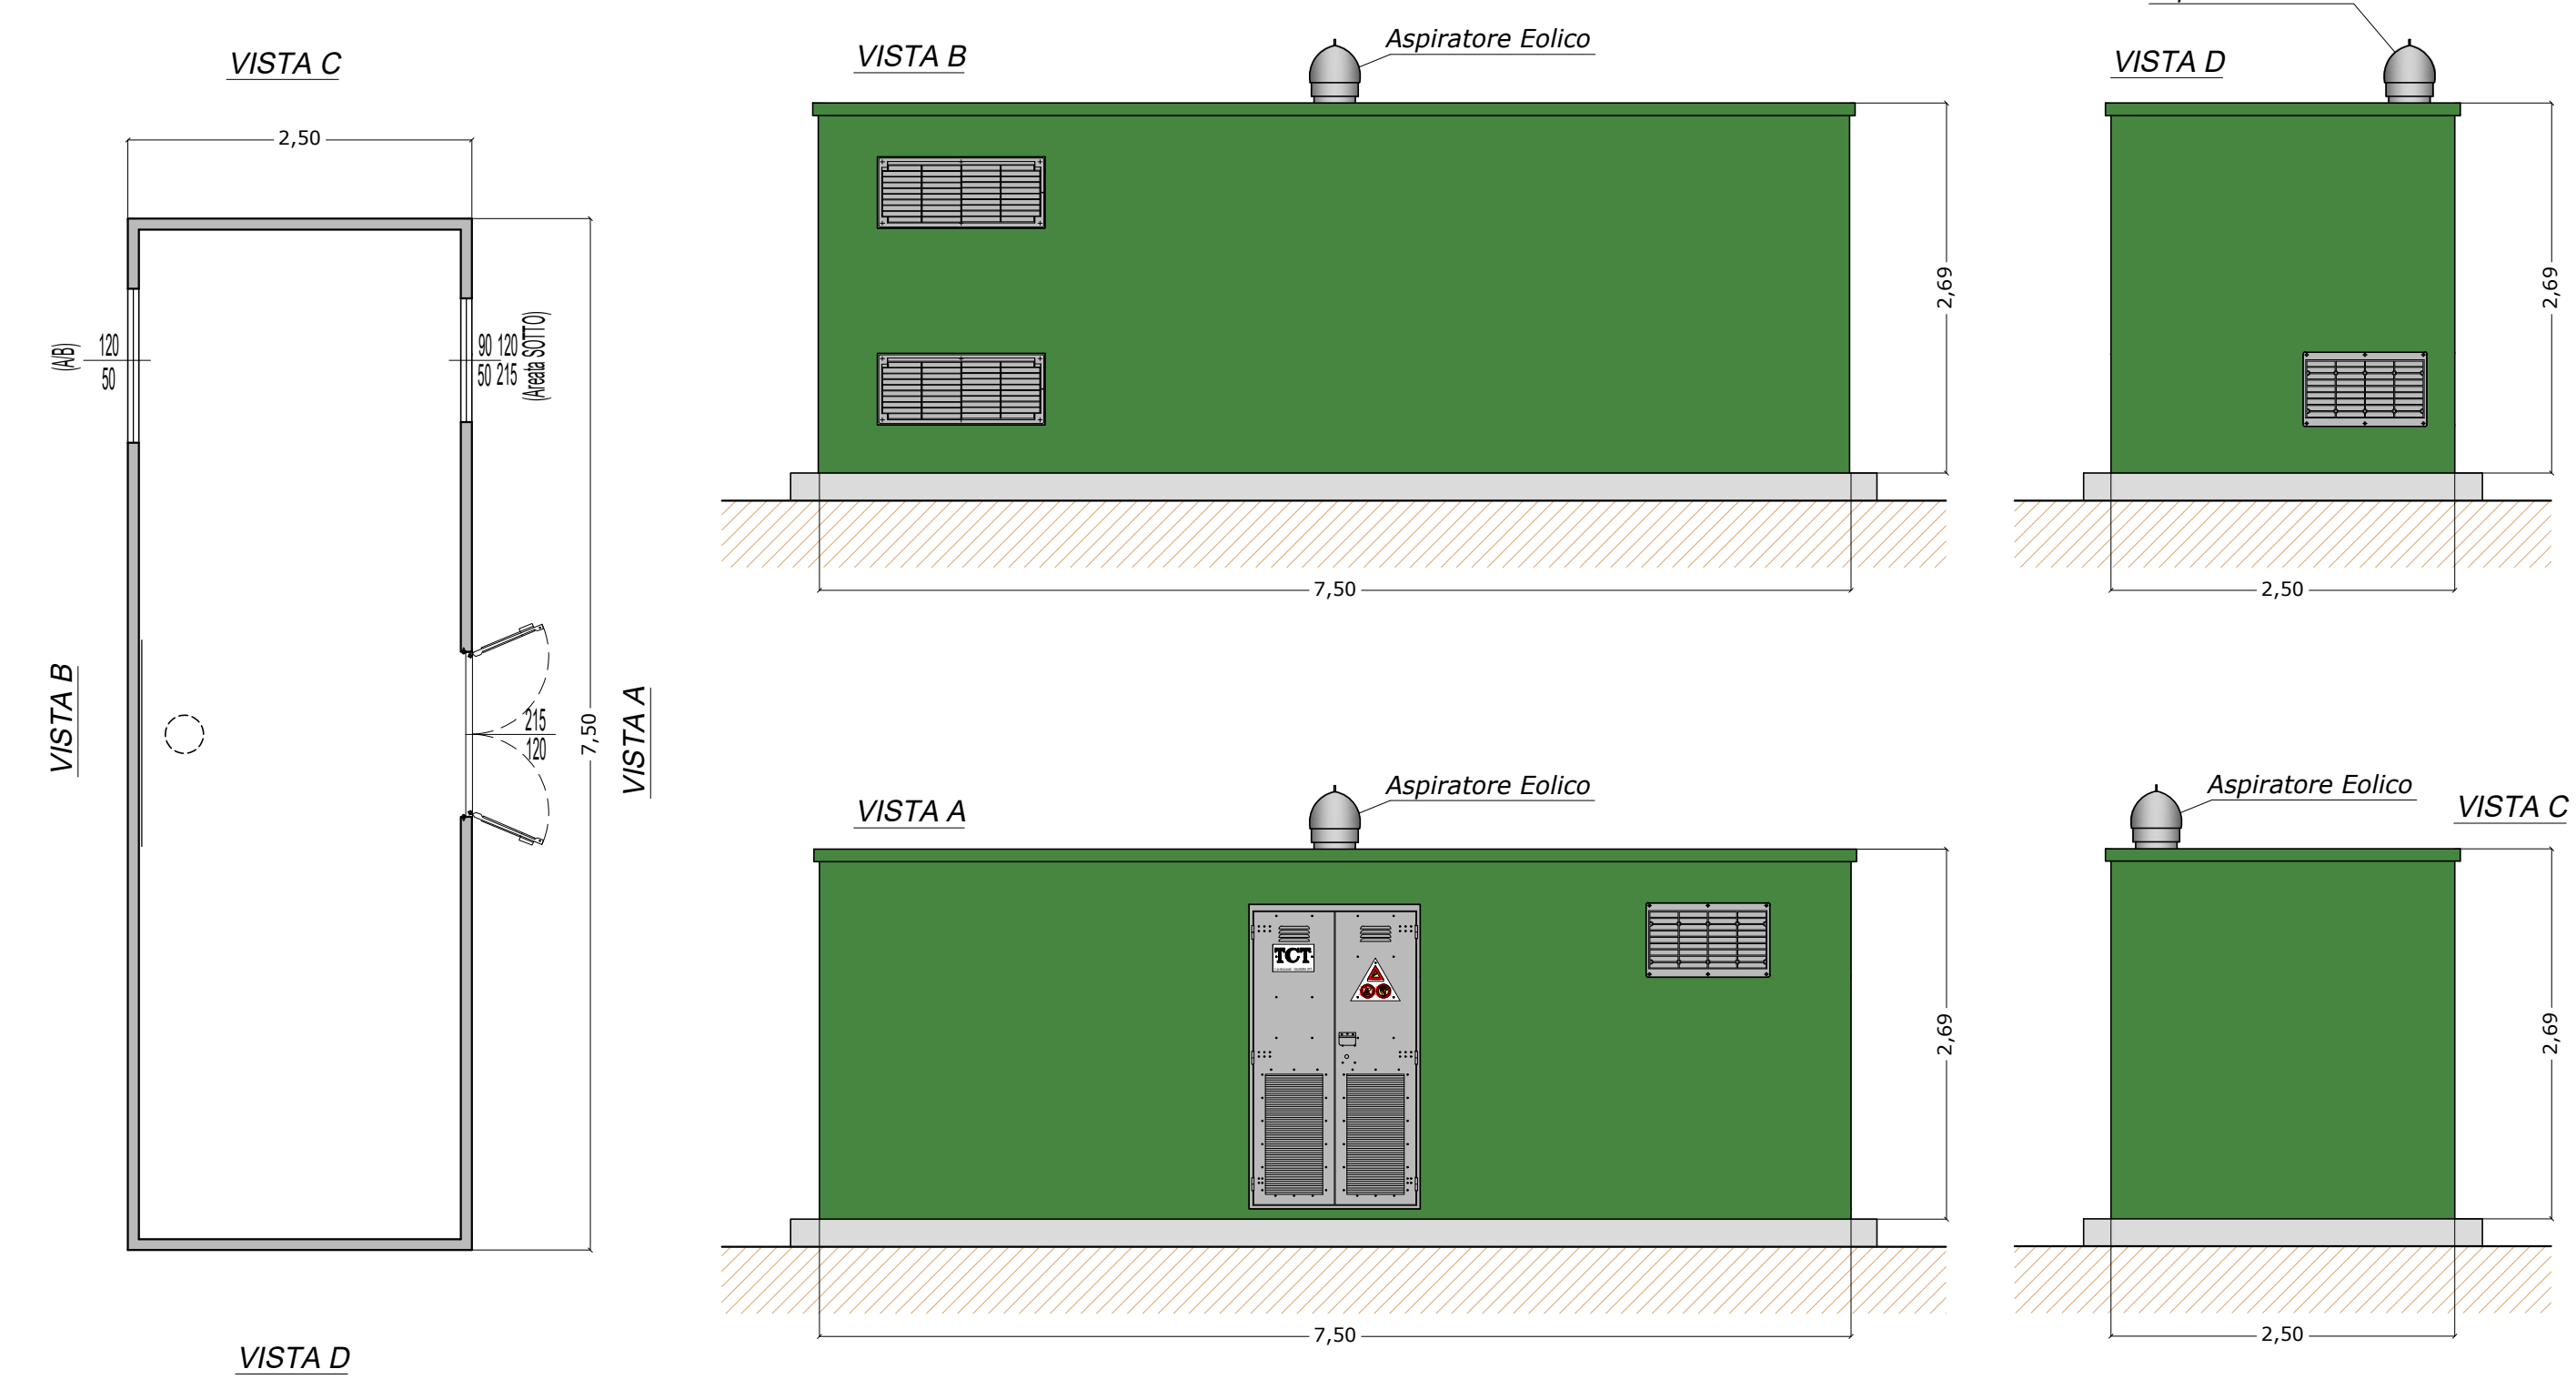 VISTA C
2,50
(A/B)
120
50
90 120
50 215
(Areata SOTTO)
VISTA B
215
120
7,50
VISTA A
VISTA D
VISTA B
Aspiratore Eolico
2,69
7,50
VISTA D
2,69
2,50
VISTA A
Aspiratore Eolico
TCT
2,69
7,50
Aspiratore Eolico
VISTA C
2,69
2,50